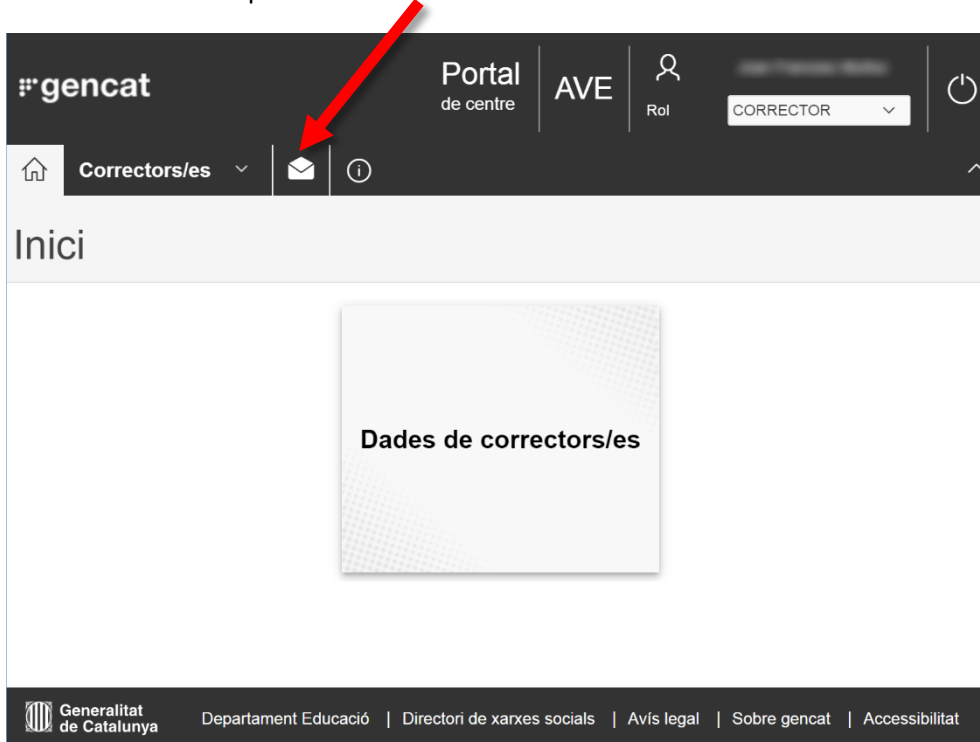 gencat
Portal
de centre
AVE
Rol
CORRECTOR
Correctors/es
Inici
Dades de correctors/es
Generalitat
de Catalunya
Departament Educació | Directori de xarxes socials | Avís legal | Sobre gencat | Accessibilitat